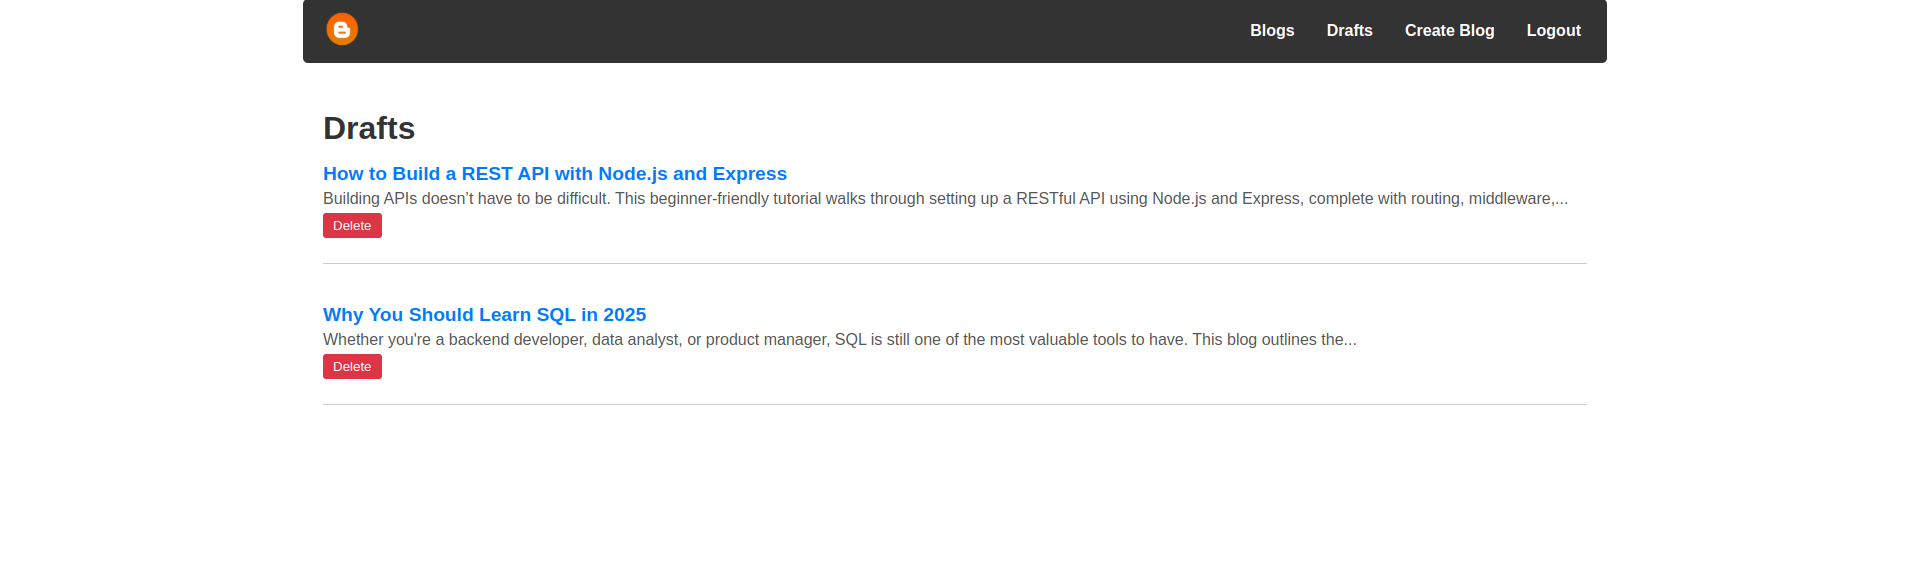 Blogs Drafts Create Blog Logout
Drafts
How to Build a REST API with Node.js and Express
Building APIs doesn’t have to be difficult. This beginner-friendly tutorial walks through setting up a RESTful API using Node.js and Express, complete with routing, middleware,...
Delete
Why You Should Learn SQL in 2025
Whether you're a backend developer, data analyst, or product manager, SQL is still one of the most valuable tools to have. This blog outlines the...
Delete